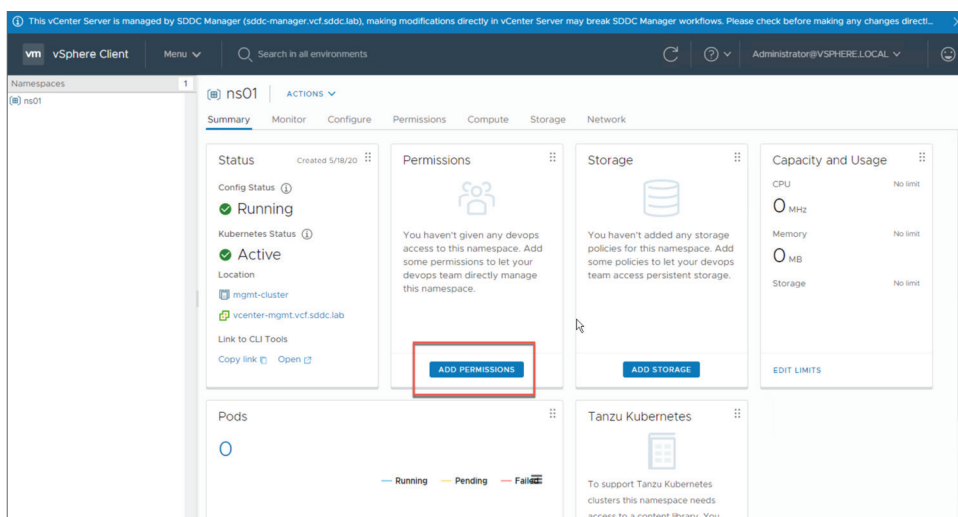 This vCenter Server is managed by SDDC Manager (sddc-manager.vcf.sddc.lab), making modifications directly in vCenter Server may break SDDC Manager workflows. Please check before making any changes directl...
vm vSphere Client Menu Search in all environments Administrator@VSPHERE.LOCAL
Namespaces 1
ns01
ns01 ACTIONS
Summary Monitor Configure Permissions Compute Storage Network
Status Created 5/18/20
Config Status
Running
Kubernetes Status
Active
Location
mgmt-cluster
vcenter-mgmt.vcf.sddc.lab
Link to CLI Tools
Copy link Open
Permissions
You haven't given any devops
access to this namespace. Add
some permissions to let your
devops team directly manage
this namespace.
ADD PERMISSIONS
Storage
You haven't added any storage
policies for this namespace. Add
some policies to let your devops
team access persistent storage.
ADD STORAGE
Capacity and Usage
CPU No limit
0 MHz
Memory No limit
0 MB
Storage No limit
EDIT LIMITS
Pods
0
Running Pending Failed
Tanzu Kubernetes
To support Tanzu Kubernetes
clusters this namespace needs
access to a content library. You